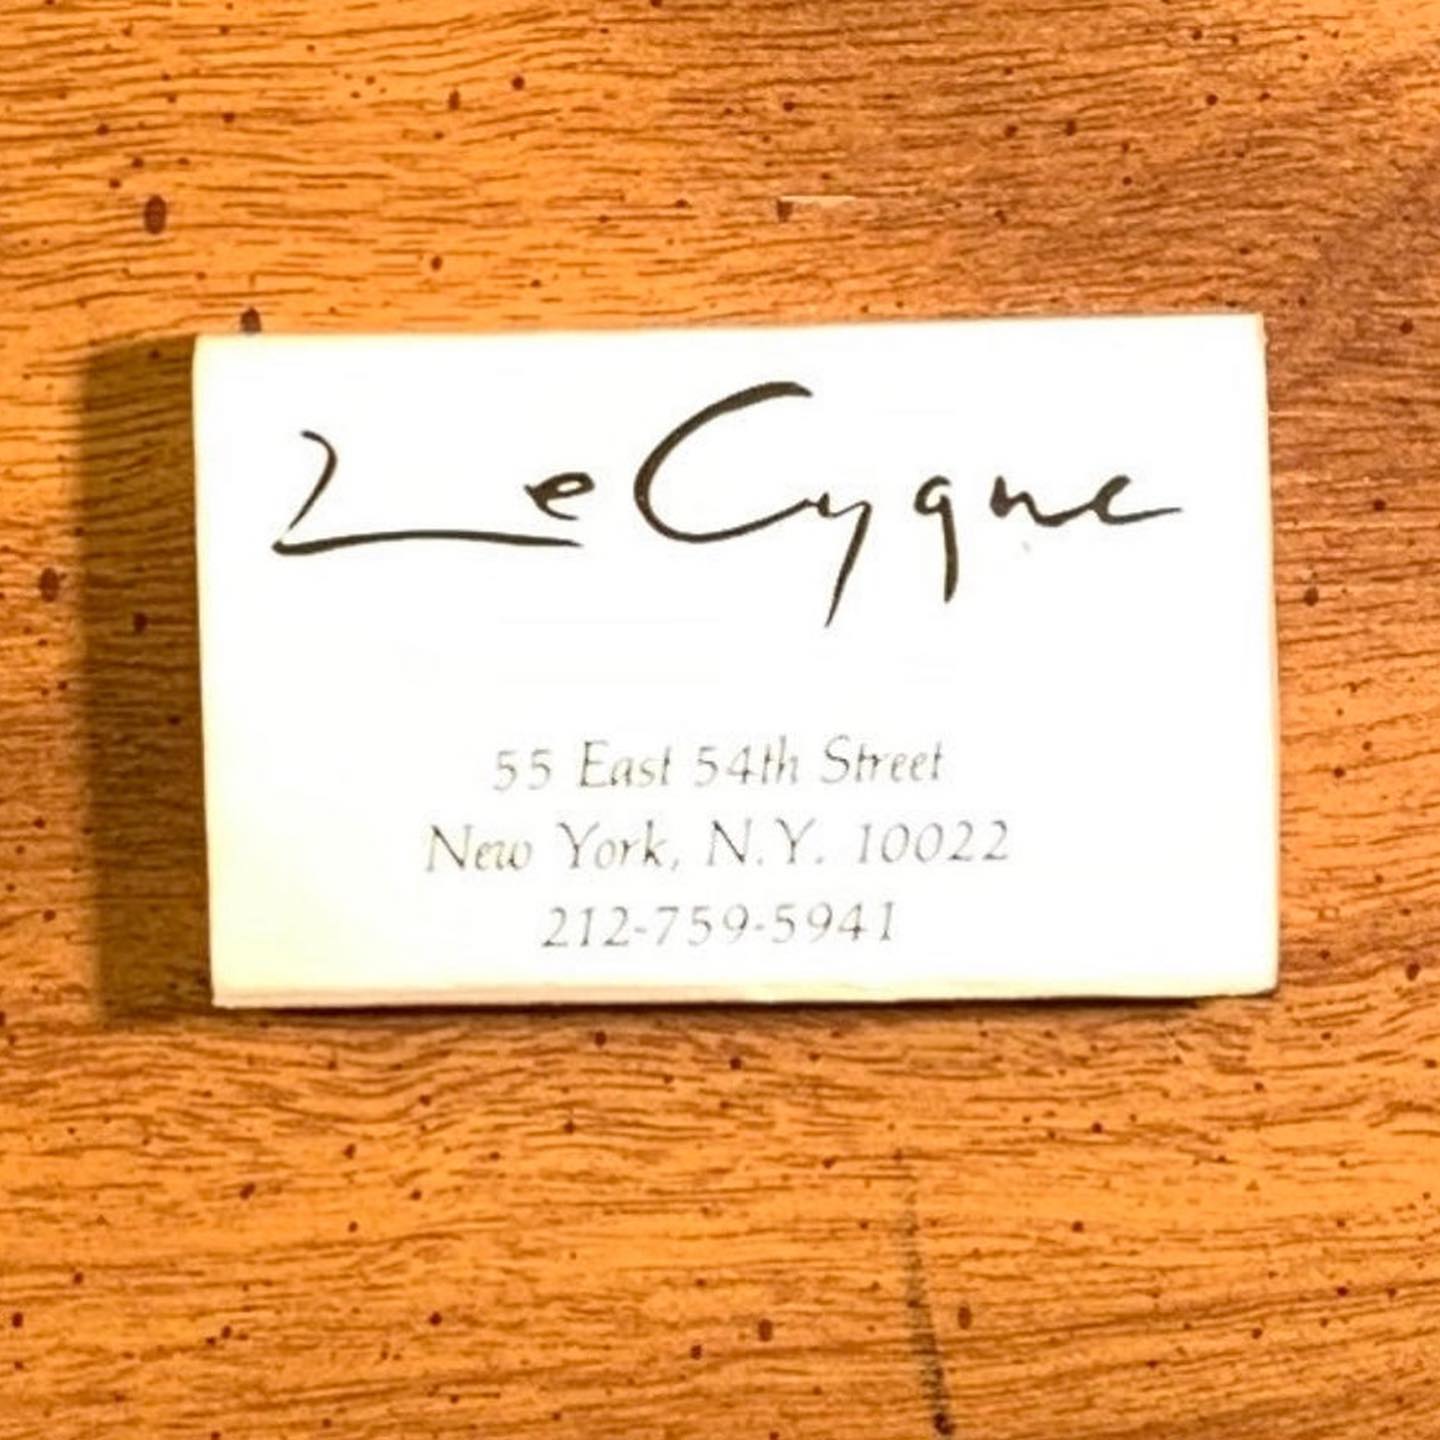 Le Cygne
55 East 54th Street
New York, N.Y. 10022
212-759-5941